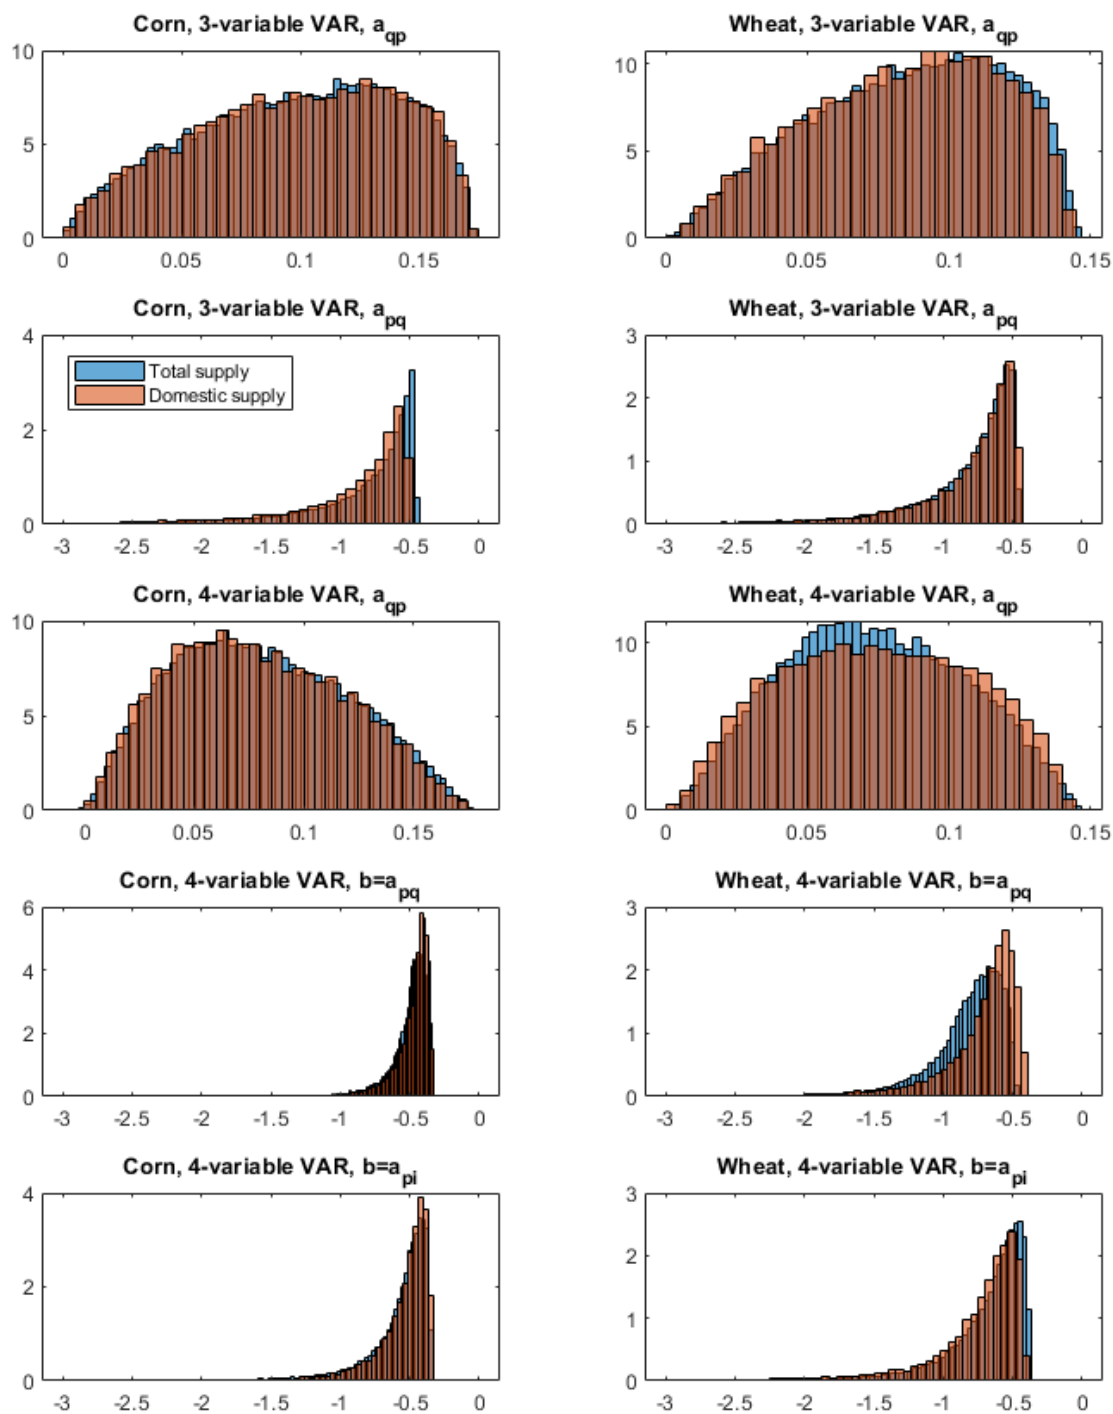 Corn, 3-variable VAR, a_qp
10
5
0
0 0.05 0.1 0.15
Wheat, 3-variable VAR, a_qp
10
5
0
0 0.05 0.1 0.15
Corn, 3-variable VAR, a_pq
4
2
0
Total supply
Domestic supply
-3 -2.5 -2 -1.5 -1 -0.5 0
Wheat, 3-variable VAR, a_pq
3
2
1
0
-3 -2.5 -2 -1.5 -1 -0.5 0
Corn, 4-variable VAR, a_qp
10
5
0
0 0.05 0.1 0.15
Wheat, 4-variable VAR, a_qp
10
5
0
0 0.05 0.1 0.15
Corn, 4-variable VAR, b=a_pq
6
4
2
0
-3 -2.5 -2 -1.5 -1 -0.5 0
Wheat, 4-variable VAR, b=a_pq
3
2
1
0
-3 -2.5 -2 -1.5 -1 -0.5 0
Corn, 4-variable VAR, b=a_pi
4
2
0
-3 -2.5 -2 -1.5 -1 -0.5 0
Wheat, 4-variable VAR, b=a_pi
3
2
1
0
-3 -2.5 -2 -1.5 -1 -0.5 0